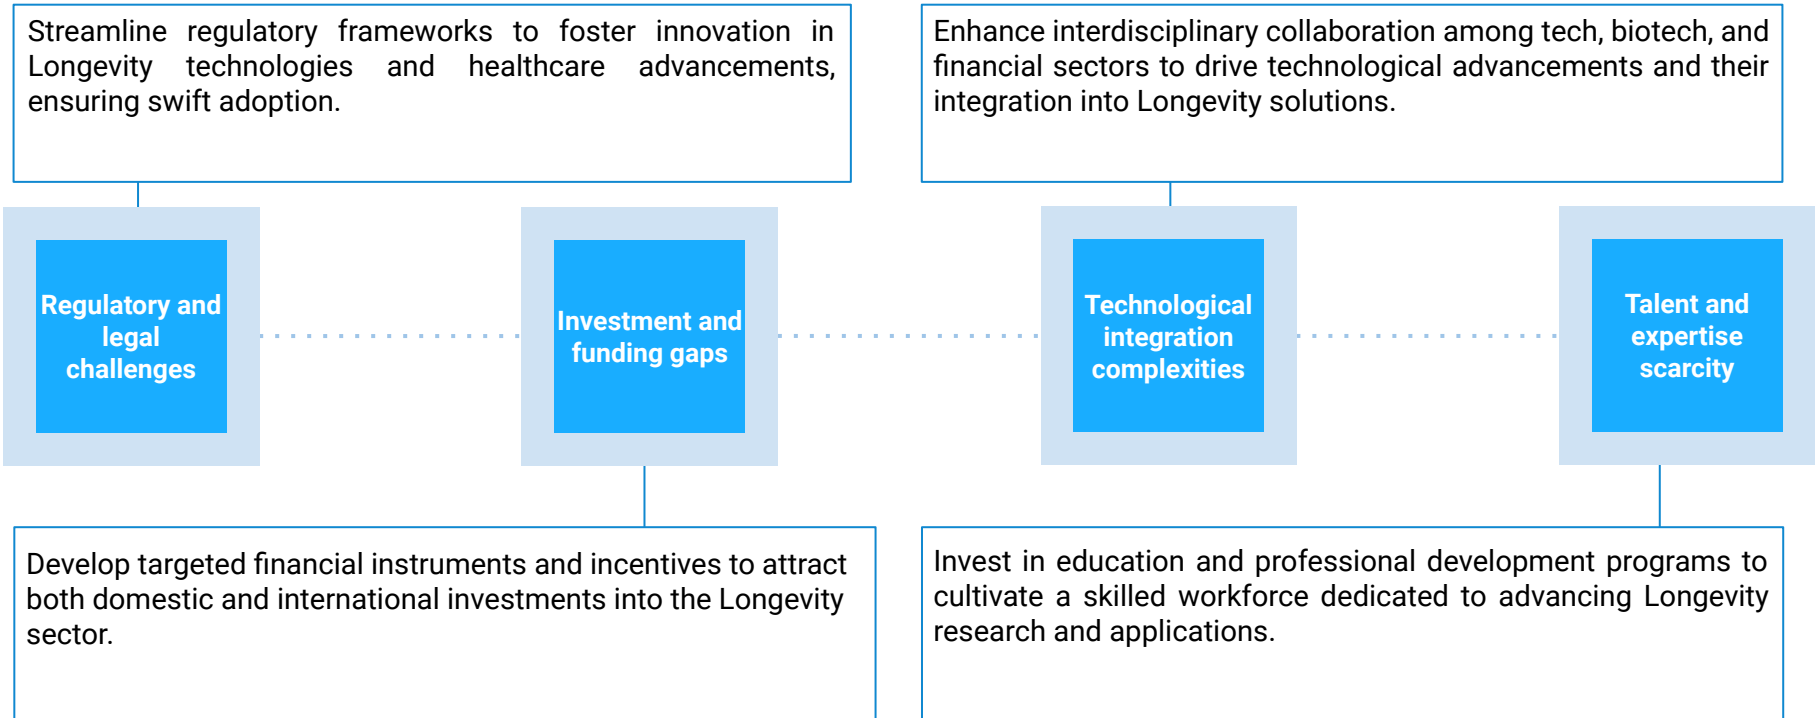 Streamline regulatory frameworks to foster innovation in
Longevity technologies and healthcare advancements,
ensuring swift adoption.
Enhance interdisciplinary collaboration among tech, biotech, and
financial sectors to drive technological advancements and their
integration into Longevity solutions.
Regulatory and
legal
challenges
Investment and
funding gaps
Technological
integration
complexities
Talent and
expertise
scarcity
Develop targeted financial instruments and incentives to attract
both domestic and international investments into the Longevity
sector.
Invest in education and professional development programs to
cultivate a skilled workforce dedicated to advancing Longevity
research and applications.